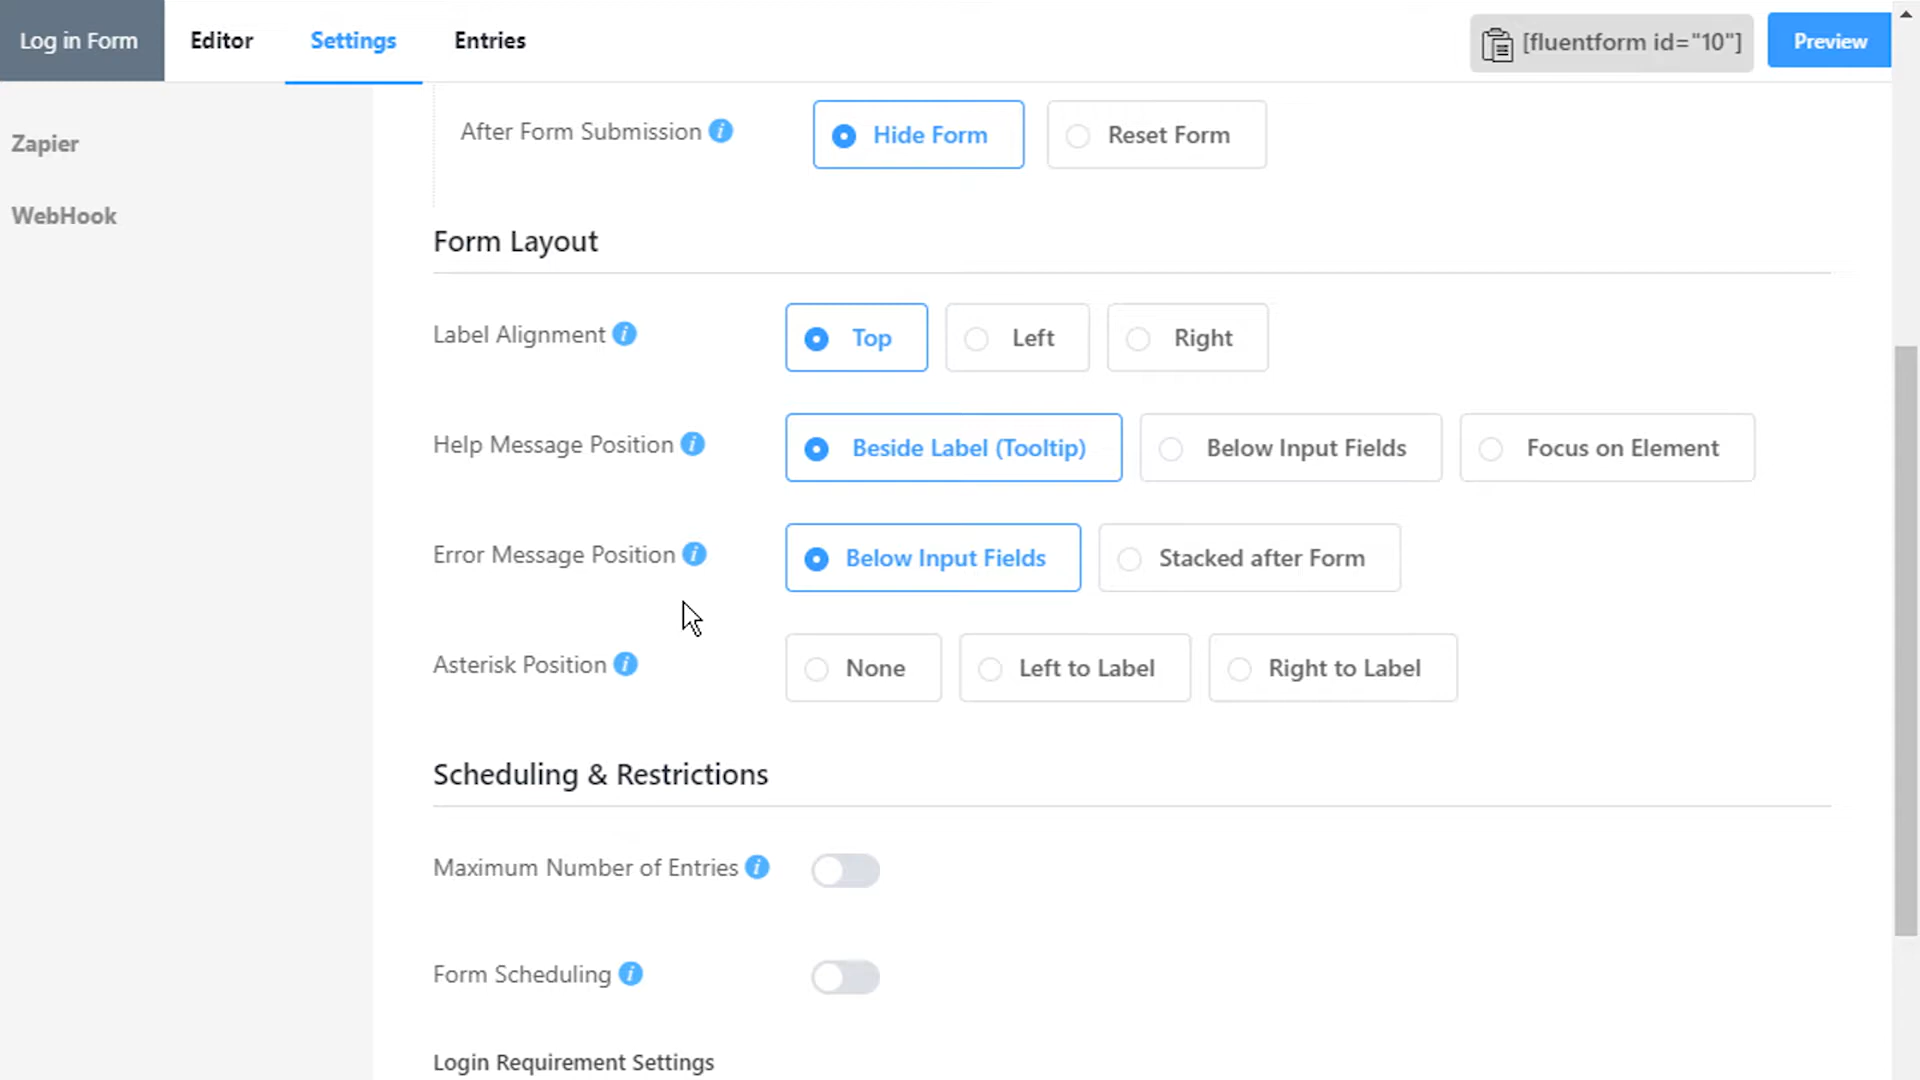 Log in Form Editor Settings Entries [fluentform id="10"] Preview
Zapier
WebHook
After Form Submission Hide Form Reset Form
Form Layout
Label Alignment Top Left Right
Help Message Position Beside Label (Tooltip) Below Input Fields Focus on Element
Error Message Position Below Input Fields Stacked after Form
Asterisk Position None Left to Label Right to Label
Scheduling & Restrictions
Maximum Number of Entries
Form Scheduling
Login Requirement Settings